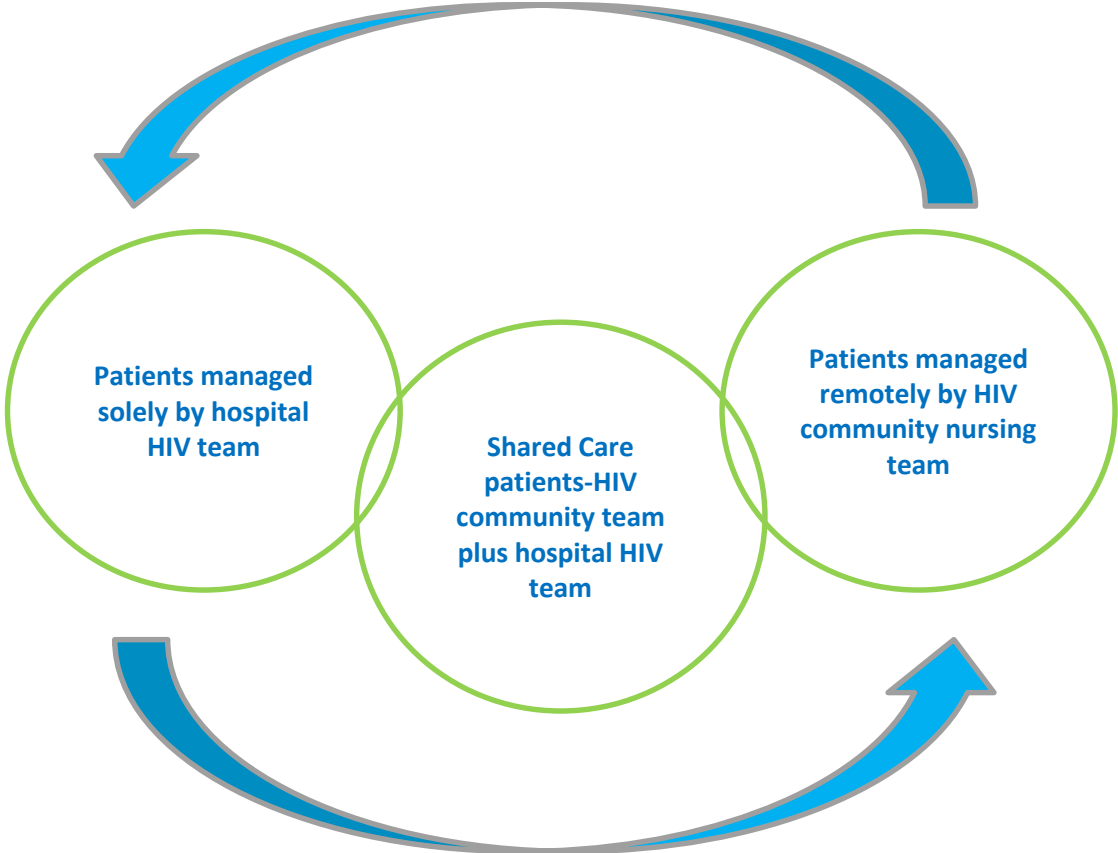 Patients managed
solely by hospital
HIV team
Shared Care
patients-HIV
community team
plus hospital HIV
team
Patients managed
remotely by HIV
community nursing
team